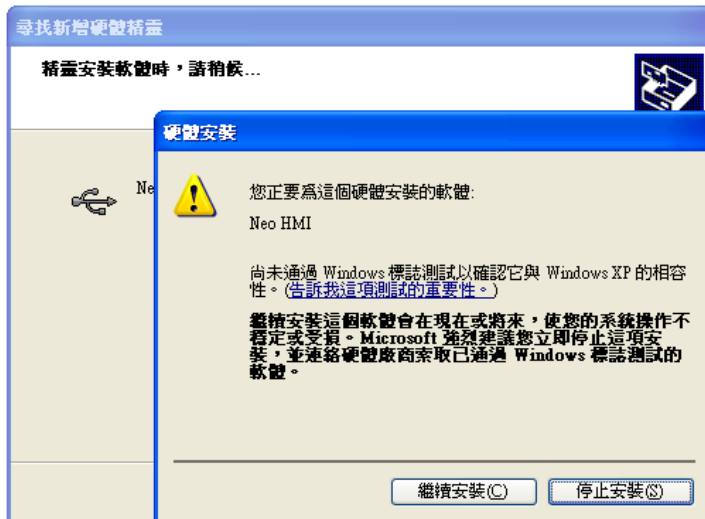 尋找新增硬體精靈
精靈安裝軟體時，請稍候...
硬體安裝
Ne
您正要為這個硬體安裝的軟體:
Neo HMI
尚未通過 Windows 標誌測試以確認它與 Windows XP 的相容
性。(告訴我這項測試的重要性。)
繼續安裝這個軟體會在現在或將來，使您的系統操作不
穩定或受損。Microsoft 強烈建議您立即停止這項安
裝，並連絡硬體廠商索取已通過 Windows 標誌測試的
軟體。
繼續安裝(C)
停止安裝(S)